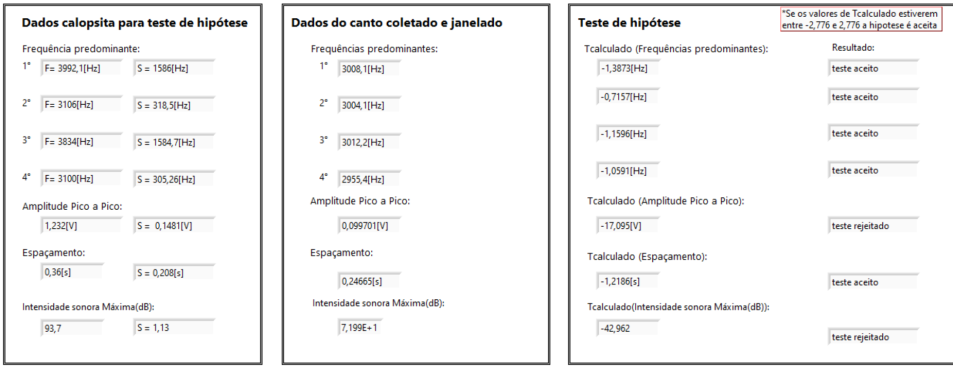 Dados calopsita para teste de hipótese
Frequência predominante:
1° F= 3992,1[Hz] S = 1586[Hz]
2° F= 3106[Hz] S = 318,5[Hz]
3° F= 3834[Hz] S = 1584,7[Hz]
4° F= 3100[Hz] S = 305,26[Hz]
Amplitude Pico a Pico:
1,232[V] S = 0,1481[V]
Espaçamento:
0,36[s] S = 0,208[s]
Intensidade sonora Máxima(dB):
93,7 S = 1,13
Dados do canto coletado e janelado
Frequências predominantes:
1° 3008,1[Hz]
2° 3004,1[Hz]
3° 3012,2[Hz]
4° 2955,4[Hz]
Amplitude Pico a Pico:
0,099701[V]
Espaçamento:
0,24665[s]
Intensidade sonora Máxima(dB):
7,199E+1
Teste de hipótese
*Se os valores de Tcalculado estiverem
entre -2,776 e 2,776 a hipotese é aceita
Tcalculado (Frequências predominantes): Resultado:
-1,3873[Hz] teste aceito
-0,7157[Hz] teste aceito
-1,1596[Hz] teste aceito
-1,0591[Hz] teste aceito
Tcalculado (Amplitude Pico a Pico):
-17,095[V] teste rejeitado
Tcalculado (Espaçamento):
-1,2186[s] teste aceito
Tcalculado(Intensidade sonora Máxima(dB)):
-42,962 teste rejeitado